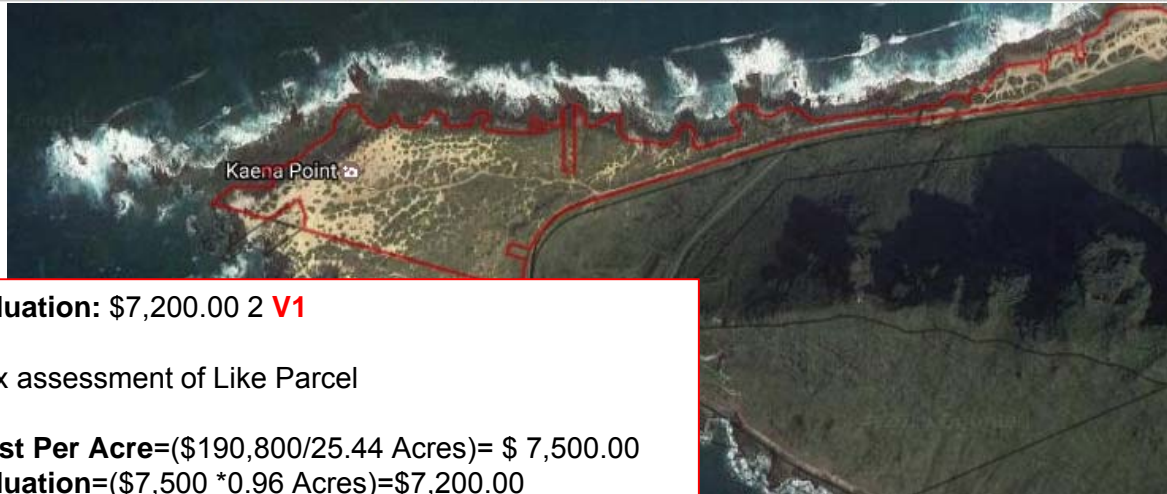 Kaena Point
luation: $7,200.00 2 V1
x assessment of Like Parcel
st Per Acre=($190,800/25.44 Acres)= $ 7,500.00
luation=($7,500 *0.96 Acres)=$7,200.00